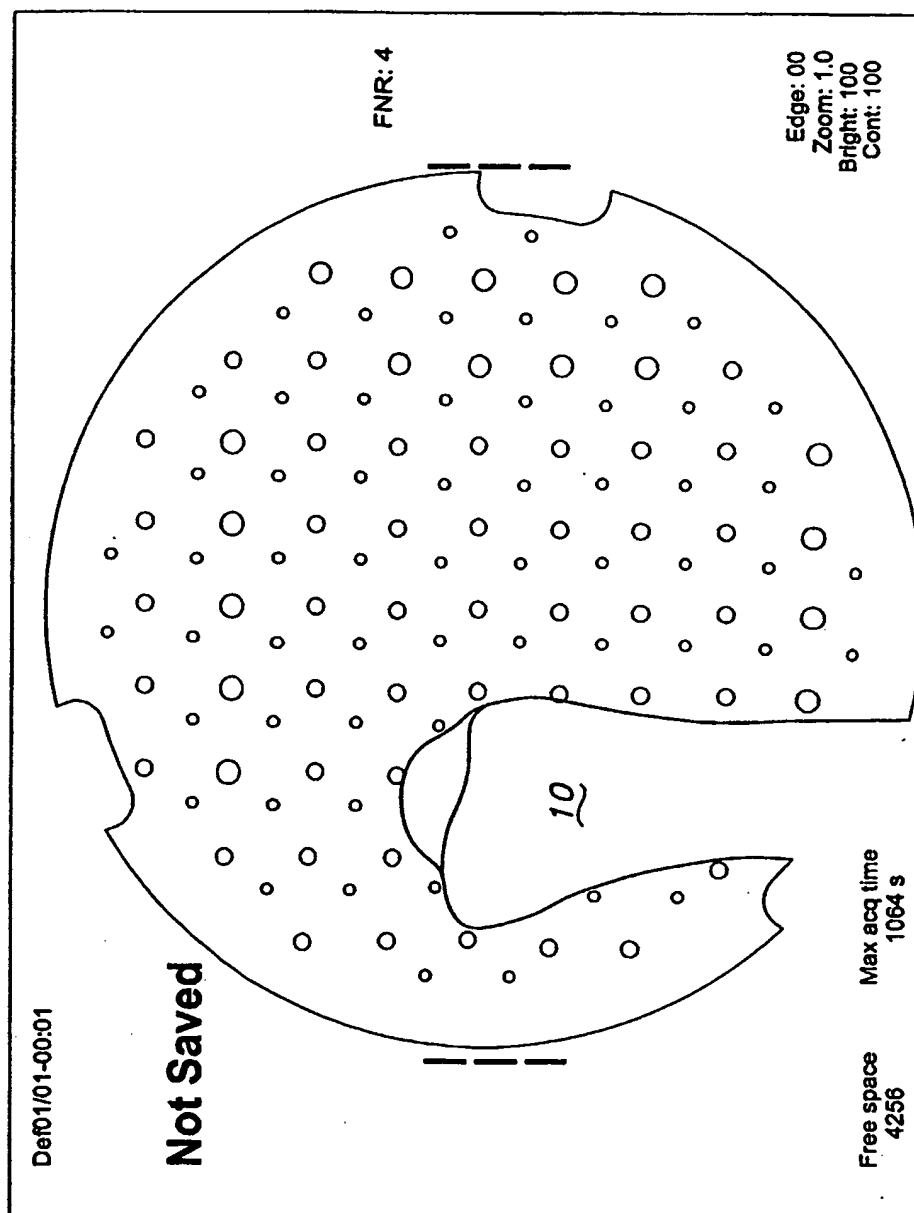 Def01/01-00:01
Not Saved
FNR: 4
10
Free space
4256
Max acq time
1064 s
Edge: 00
Zoom: 1.0
Bright: 100
Cont: 100